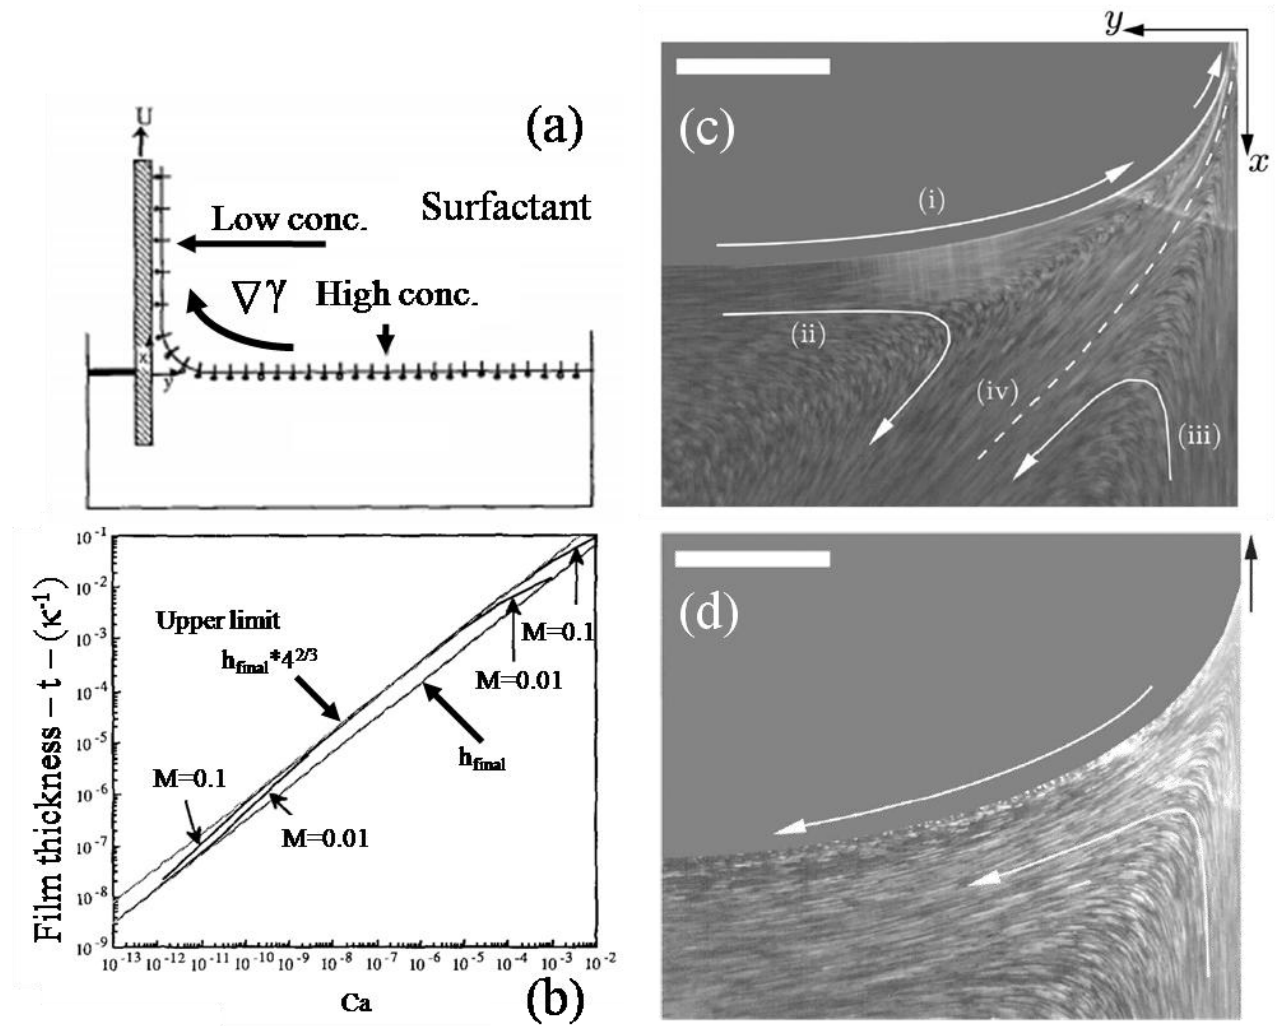 (a)
U
Surfactant
Low conc.
∇γ
High conc.
x
y
(b)
Film thickness – t – (κ⁻¹)
10⁻¹
10⁻²
10⁻³
10⁻⁴
10⁻⁵
10⁻⁶
10⁻⁷
10⁻⁸
10⁻⁹
Upper limit
h_final*4^2/3
M=0.1
M=0.01
h_final
M=0.1
M=0.01
10⁻¹³ 10⁻¹² 10⁻¹¹ 10⁻¹⁰ 10⁻⁹ 10⁻⁸ 10⁻⁷ 10⁻⁶ 10⁻⁵ 10⁻⁴ 10⁻³ 10⁻²
Ca
(c)
y
x
(i)
(ii)
(iv)
(iii)
(d)